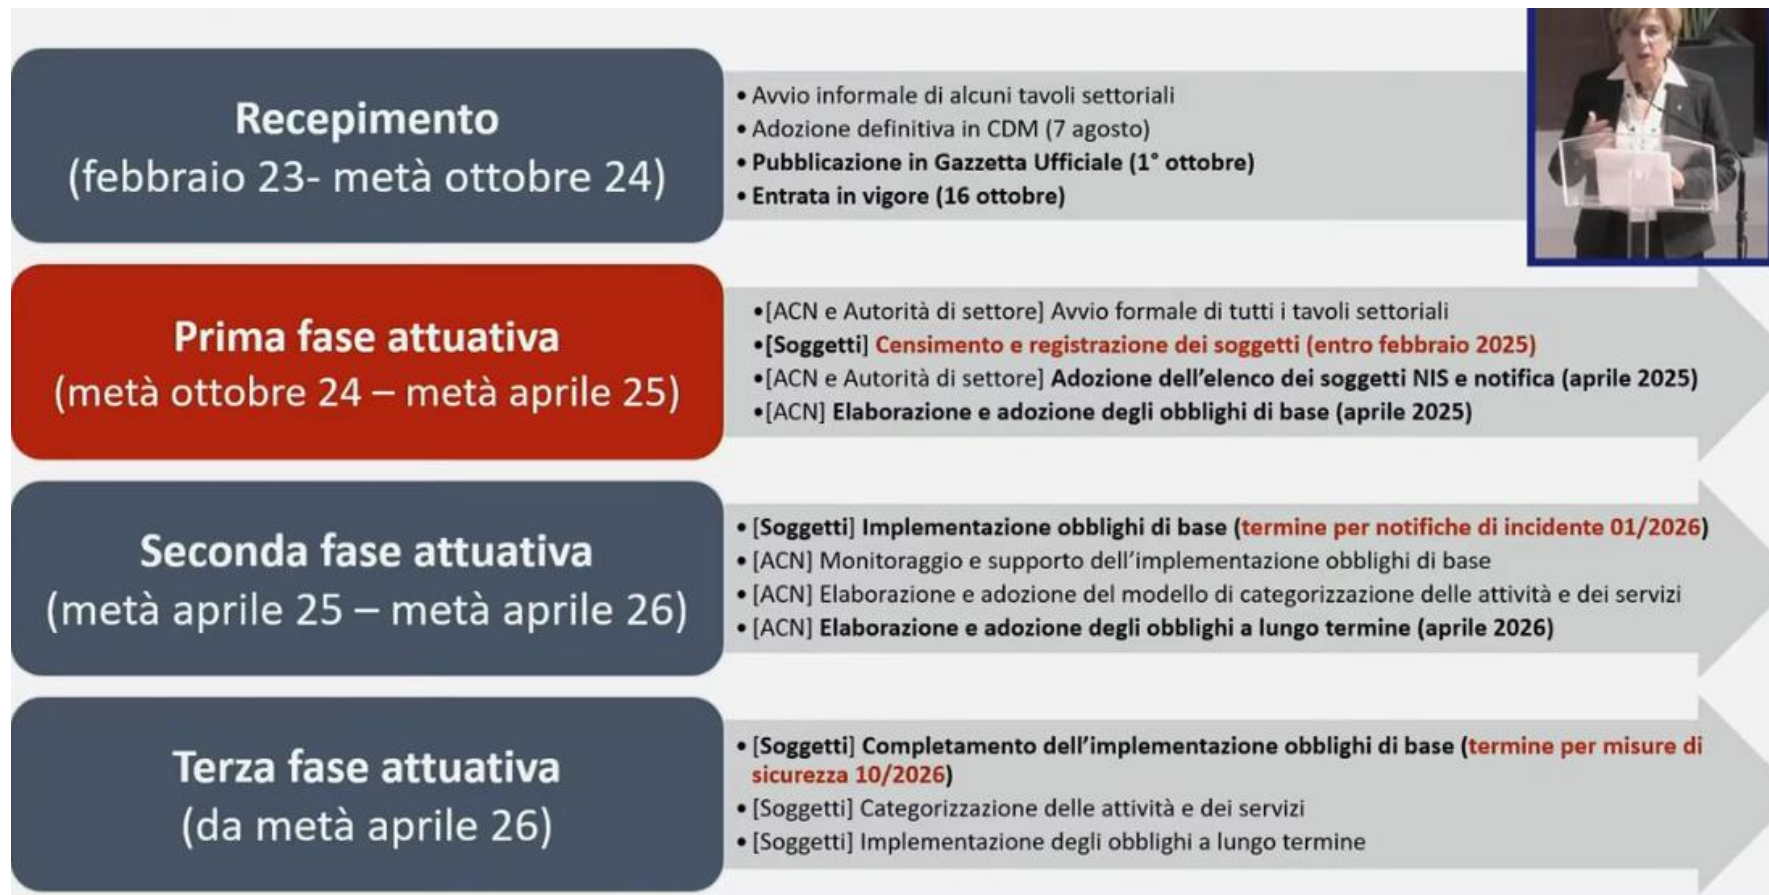 Recepimento
(febbraio 23- metà ottobre 24)
• Avvio informale di alcuni tavoli settoriali
• Adozione definitiva in CDM (7 agosto)
• Pubblicazione in Gazzetta Ufficiale (1° ottobre)
• Entrata in vigore (16 ottobre)
Prima fase attuativa
(metà ottobre 24 – metà aprile 25)
•[ACN e Autorità di settore] Avvio formale di tutti i tavoli settoriali
•[Soggetti] Censimento e registrazione dei soggetti (entro febbraio 2025)
•[ACN e Autorità di settore] Adozione dell'elenco dei soggetti NIS e notifica (aprile 2025)
•[ACN] Elaborazione e adozione degli obblighi di base (aprile 2025)
Seconda fase attuativa
(metà aprile 25 – metà aprile 26)
• [Soggetti] Implementazione obblighi di base (termine per notifiche di incidente 01/2026)
• [ACN] Monitoraggio e supporto dell'implementazione obblighi di base
• [ACN] Elaborazione e adozione del modello di categorizzazione delle attività e dei servizi
• [ACN] Elaborazione e adozione degli obblighi a lungo termine (aprile 2026)
Terza fase attuativa
(da metà aprile 26)
• [Soggetti] Completamento dell'implementazione obblighi di base (termine per misure di
sicurezza 10/2026)
• [Soggetti] Categorizzazione delle attività e dei servizi
• [Soggetti] Implementazione degli obblighi a lungo termine